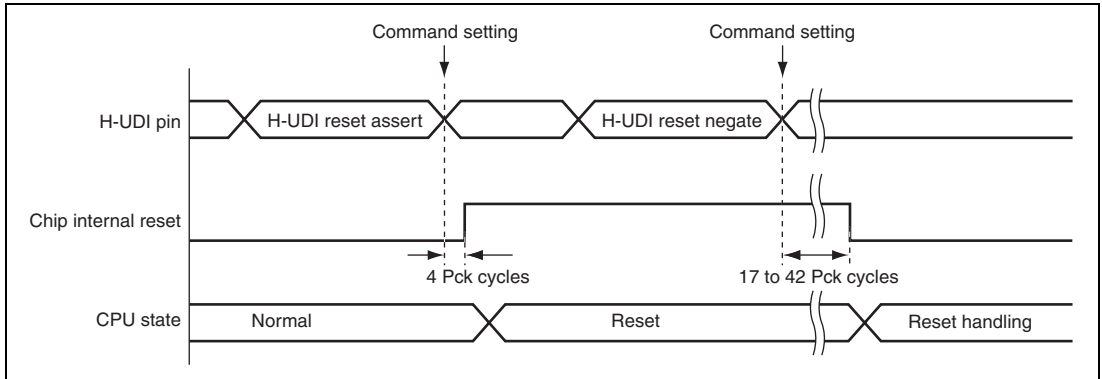 Command setting
Command setting
H-UDI pin
H-UDI reset assert
H-UDI reset negate
Chip internal reset
4 Pck cycles
17 to 42 Pck cycles
CPU state
Normal
Reset
Reset handling